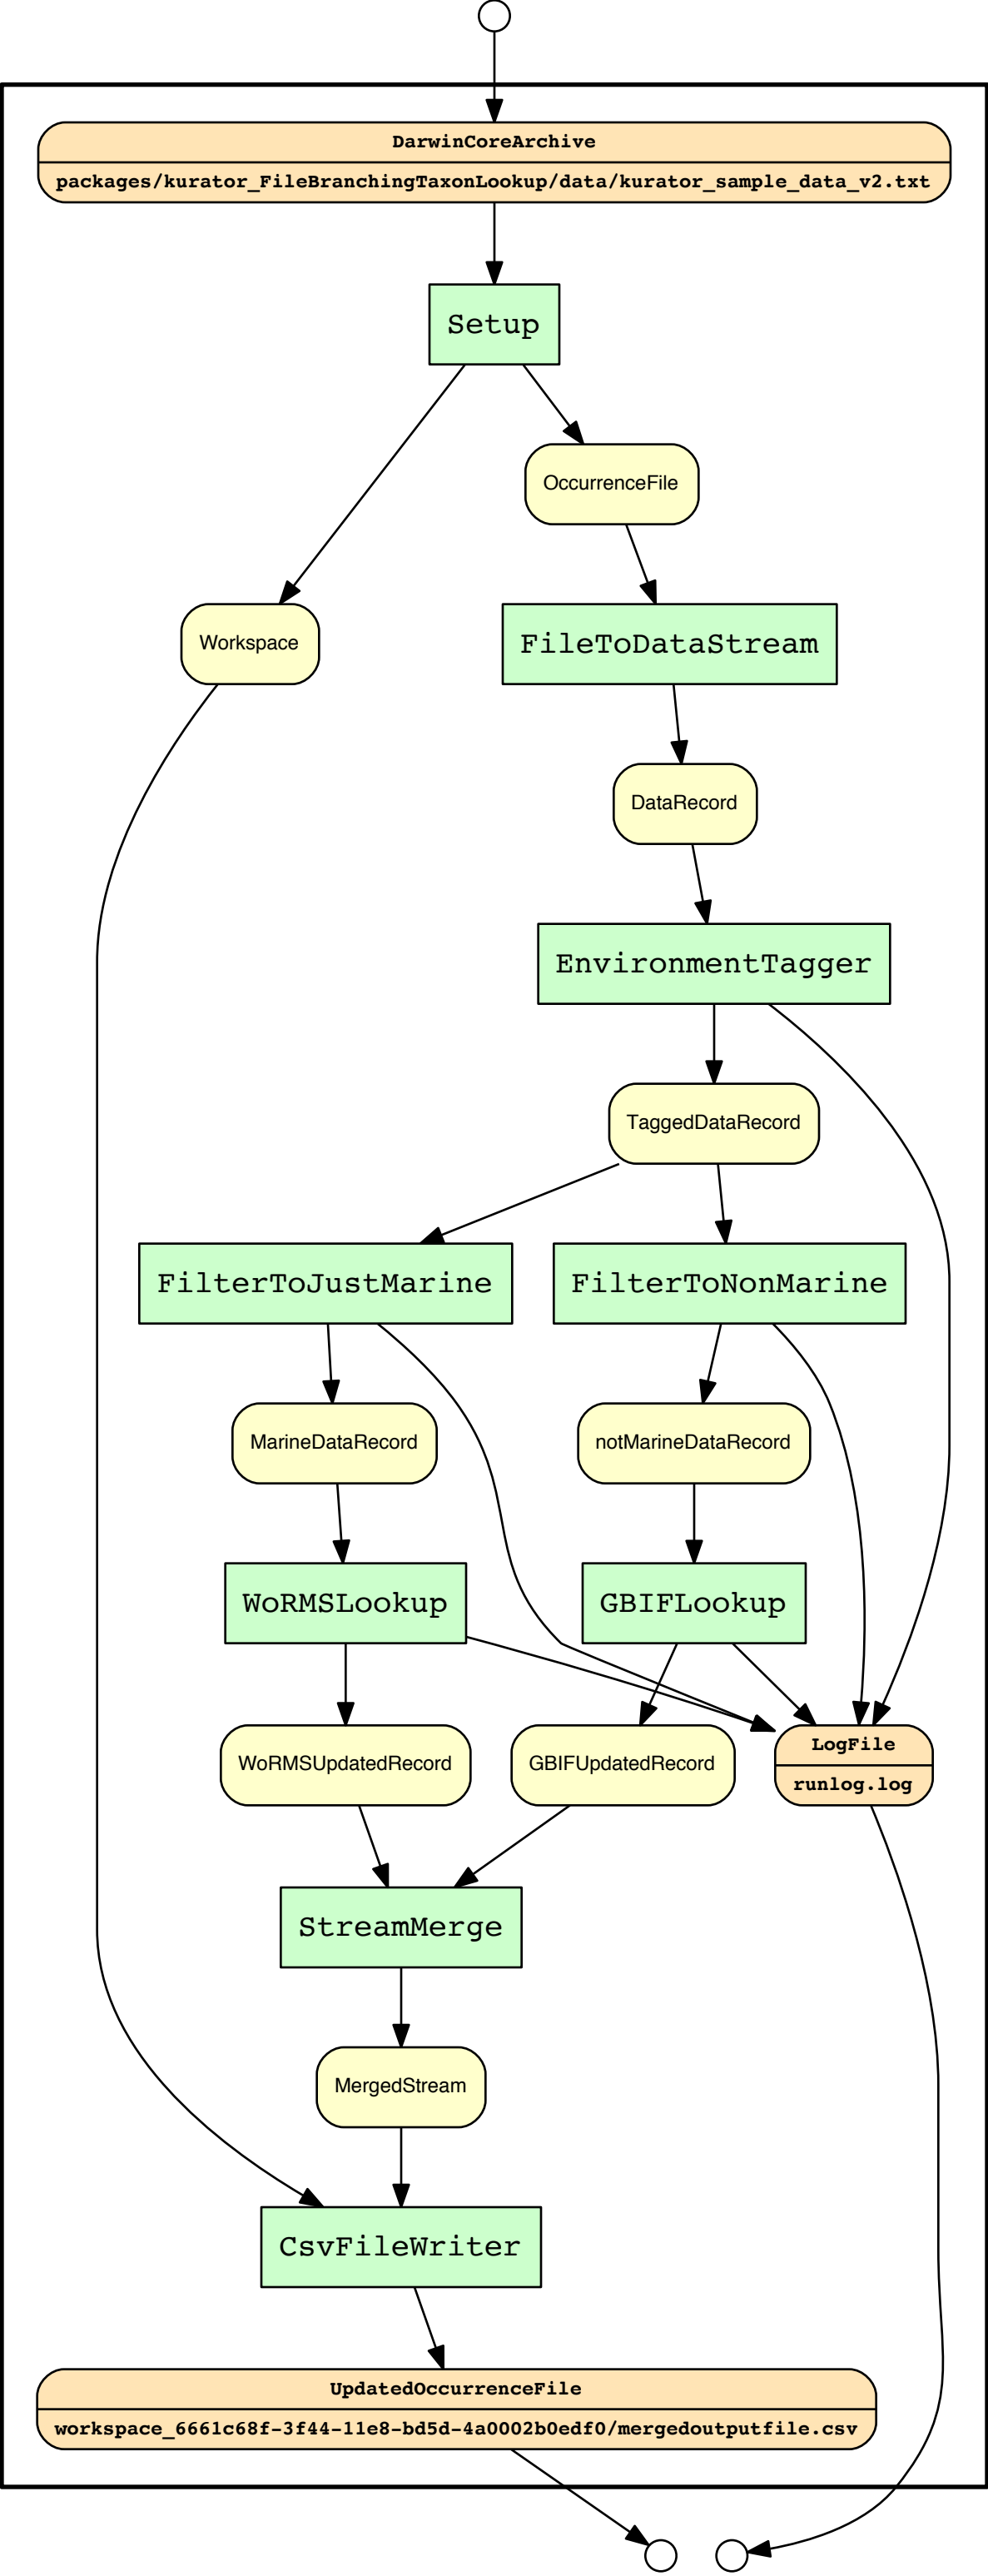 DarwinCoreArchive
packages/kurator_FileBranchingTaxonLookup/data/kurator_sample_data_v2.txt
Setup
OccurrenceFile
Workspace
FileToDataStream
DataRecord
EnvironmentTagger
TaggedDataRecord
FilterToJustMarine
FilterToNonMarine
MarineDataRecord
notMarineDataRecord
WoRMSLookup
GBIFLookup
WoRMSUpdatedRecord
GBIFUpdatedRecord
LogFile
runlog.log
StreamMerge
MergedStream
CsvFileWriter
UpdatedOccurrenceFile
workspace_6661c68f-3f44-11e8-bd5d-4a0002b0edf0/mergedoutputfile.csv